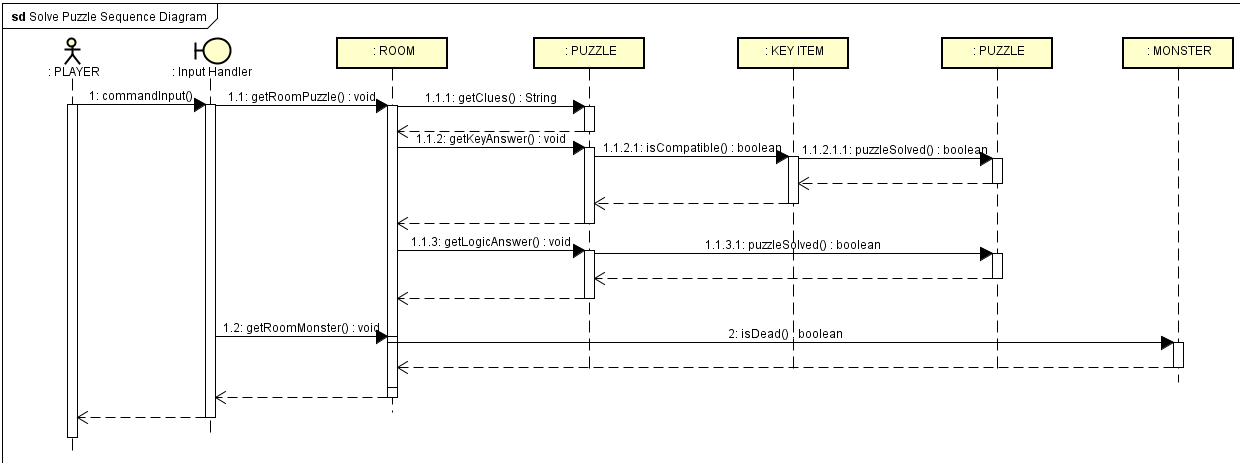 sd Solve Puzzle Sequence Diagram
: PLAYER
: Input Handler
: ROOM
: PUZZLE
: KEY ITEM
: PUZZLE
: MONSTER
1: commandInput()
1.1: getRoomPuzzle() : void
1.1.1: getClues() : String
1.1.2: getKeyAnswer() : void
1.1.2.1: isCompatible() : boolean
1.1.2.1.1: puzzleSolved() : boolean
1.1.3: getLogicAnswer() : void
1.1.3.1: puzzleSolved() : boolean
1.2: getRoomMonster() : void
2: isDead() : boolean